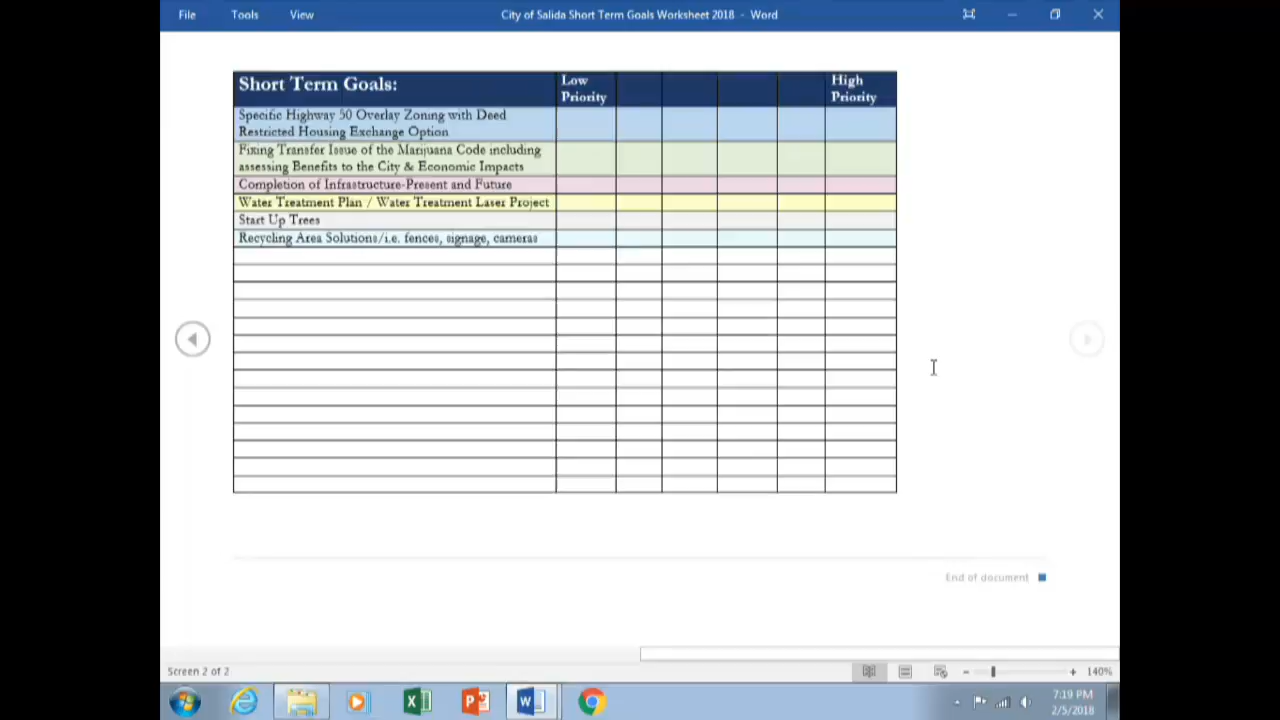 File Tools View City of Salida Short Term Goals Worksheet 2018 - Word
Short Term Goals: Low Priority High Priority
Specific Highway 50 Overlay Zoning with Deed
Restricted Housing Exchange Option
Fixing Transfer Issue of the Marijuana Code including
assessing Benefits to the City & Economic Impacts
Completion of Infrastructure-Present and Future
Water Treatment Plan / Water Treatment Laser Project
Start Up Trees
Recycling Area Solutions/i.e. fences, signage, cameras
End of document
Screen 2 of 2
140%
7:19 PM
2/5/2018